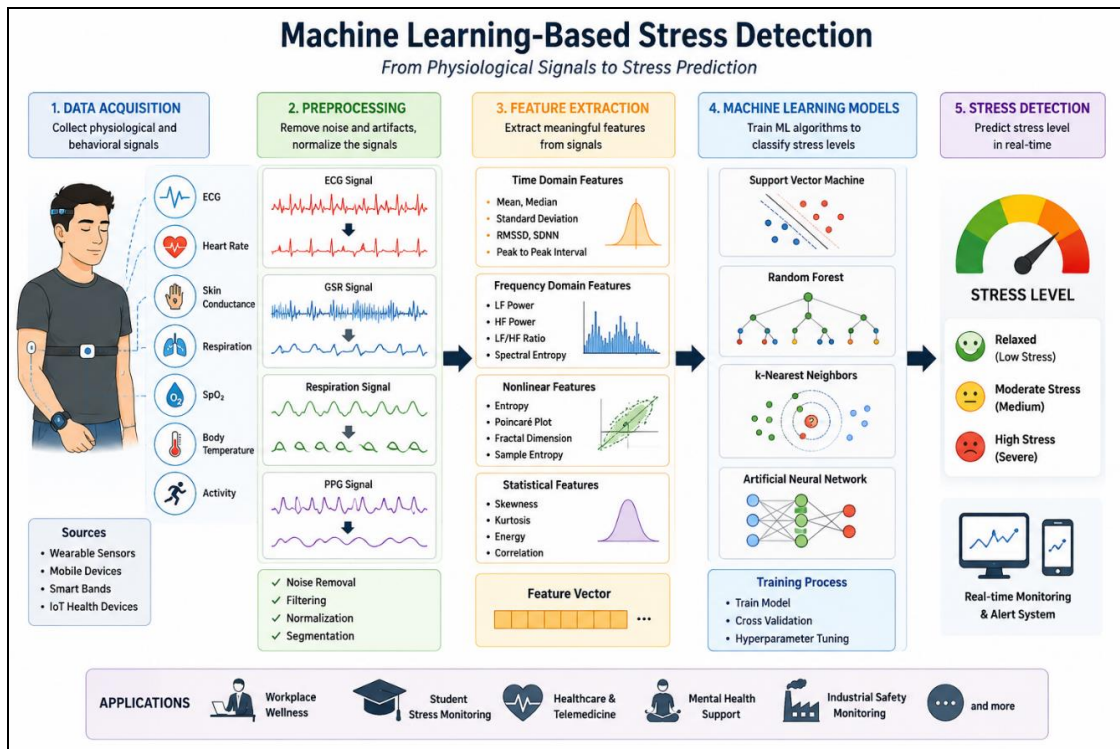 Machine Learning-Based Stress Detection
From Physiological Signals to Stress Prediction
1. DATA ACQUISITION
Collect physiological and
behavioral signals
ECG
Heart Rate
Skin
Conductance
Respiration
O₂
SpO₂
Body
Temperature
Activity
Sources
• Wearable Sensors
• Mobile Devices
• Smart Bands
• IoT Health Devices
2. PREPROCESSING
Remove noise and artifacts,
normalize the signals
ECG Signal
GSR Signal
Respiration Signal
PPG Signal
✓ Noise Removal
✓ Filtering
✓ Normalization
✓ Segmentation
3. FEATURE EXTRACTION
Extract meaningful features
from signals
Time Domain Features
• Mean, Median
• Standard Deviation
• RMSSD, SDNN
• Peak to Peak Interval
Frequency Domain Features
• LF Power
• HF Power
• LF/HF Ratio
• Spectral Entropy
Nonlinear Features
• Entropy
• Poincaré Plot
• Fractal Dimension
• Sample Entropy
Statistical Features
• Skewness
• Kurtosis
• Energy
• Correlation
Feature Vector
...
4. MACHINE LEARNING MODELS
Train ML algorithms to
classify stress levels
Support Vector Machine
Random Forest
k-Nearest Neighbors
?
Artificial Neural Network
Training Process
• Train Model
• Cross Validation
• Hyperparameter Tuning
5. STRESS DETECTION
Predict stress level
in real-time
STRESS LEVEL
Relaxed
(Low Stress)
Moderate Stress
(Medium)
High Stress
(Severe)
Real-time Monitoring
& Alert System
APPLICATIONS
Workplace
Wellness
Student
Stress Monitoring
Healthcare &
Telemedicine
Mental Health
Support
Industrial Safety
Monitoring
and more